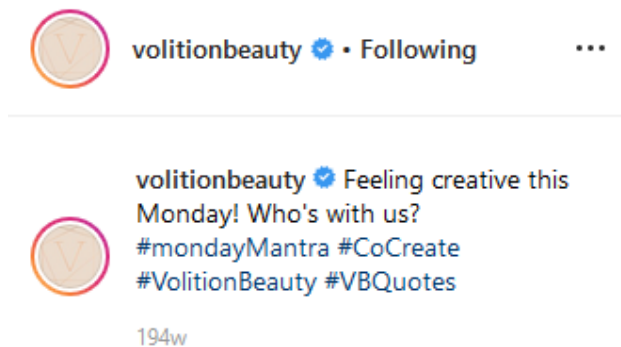 volitionbeauty • Following •••
volitionbeauty Feeling creative this
Monday! Who's with us?
#mondayMantra #CoCreate
#VolitionBeauty #VBQuotes
194w
V
V